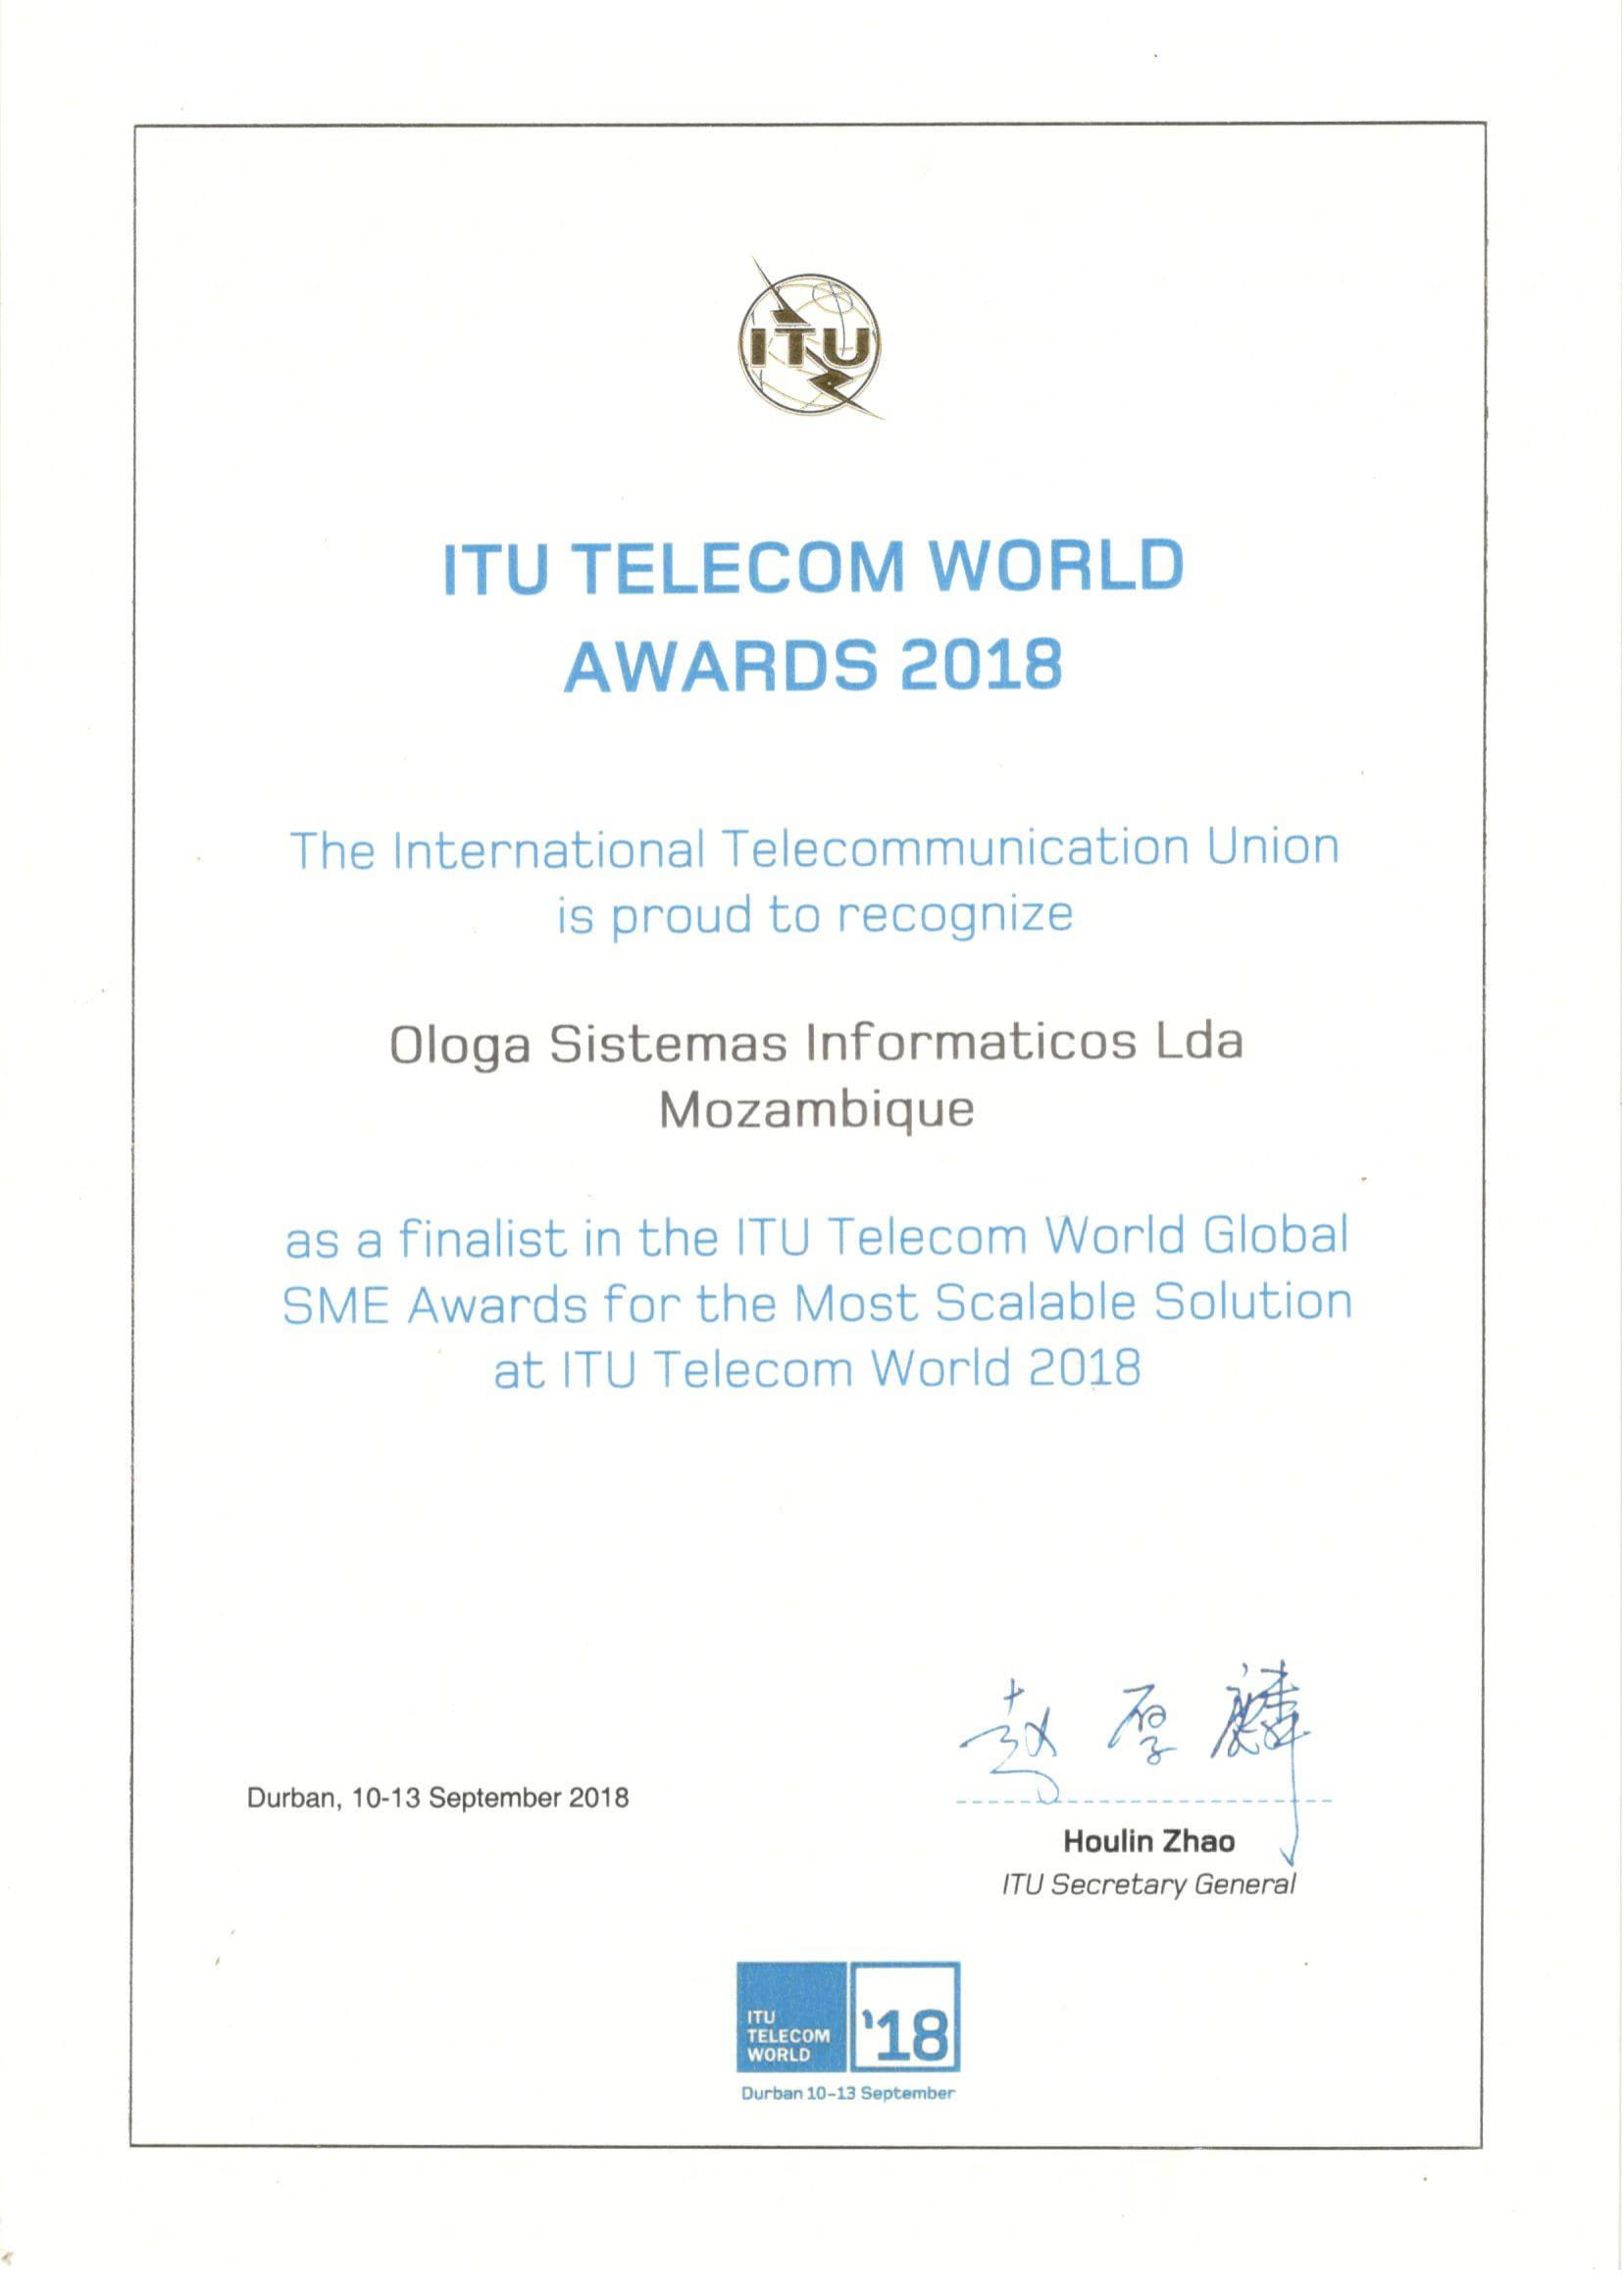 ITU
ITU TELECOM WORLD
AWARDS 2018
The International Telecommunication Union
is proud to recognize
Ologa Sistemas Informaticos Lda
Mozambique
as a finalist in the ITU Telecom World Global
SME Awards for the Most Scalable Solution
at ITU Telecom World 2018
赵厚麟
Durban, 10-13 September 2018
Houlin Zhao
ITU Secretary General
ITU
TELECOM
WORLD
'18
Durban 10-13 September